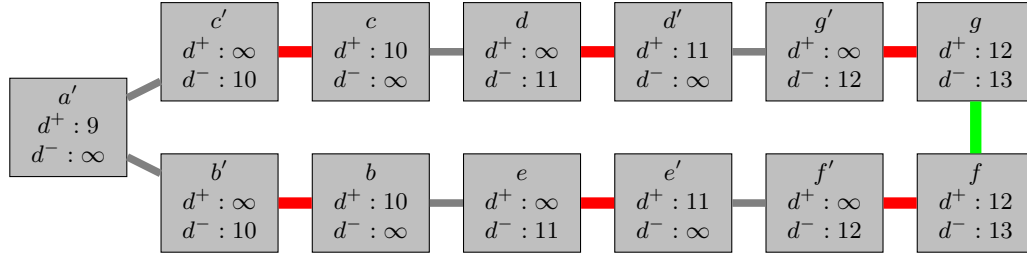 c′
d⁺ : ∞
d⁻ : 10
c
d⁺ : 10
d⁻ : ∞
d
d⁺ : ∞
d⁻ : 11
d′
d⁺ : 11
d⁻ : ∞
g′
d⁺ : ∞
d⁻ : 12
g
d⁺ : 12
d⁻ : 13
a′
d⁺ : 9
d⁻ : ∞
b′
d⁺ : ∞
d⁻ : 10
b
d⁺ : 10
d⁻ : ∞
e
d⁺ : ∞
d⁻ : 11
e′
d⁺ : 11
d⁻ : ∞
f′
d⁺ : ∞
d⁻ : 12
f
d⁺ : 12
d⁻ : 13